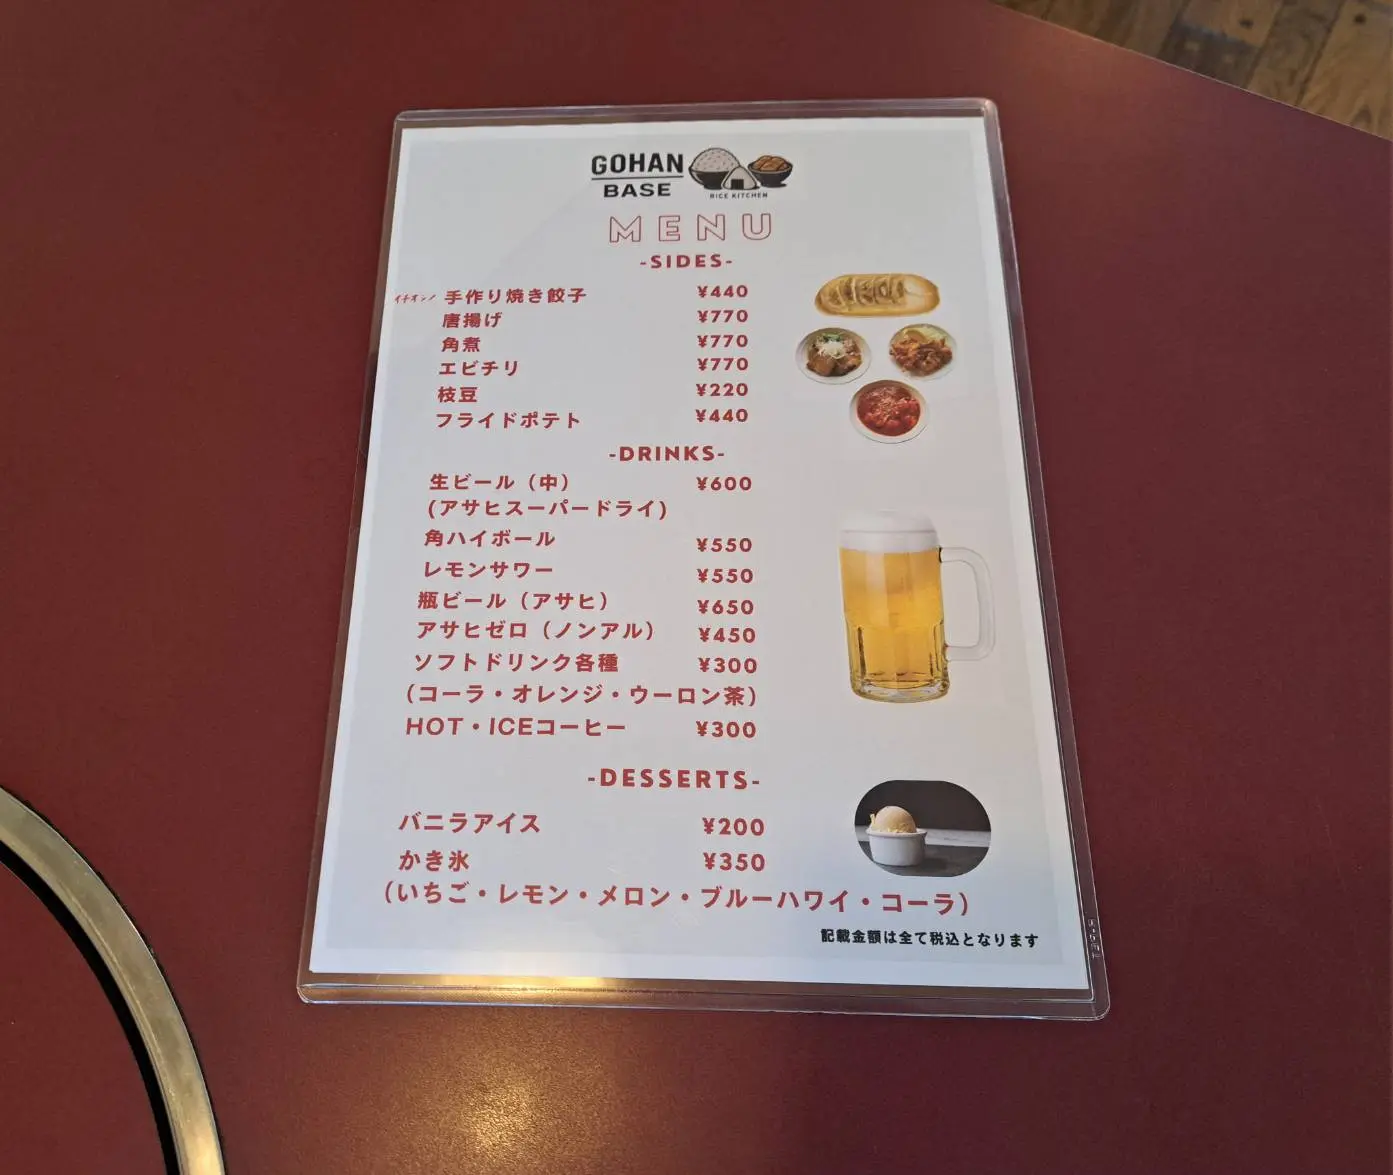 GOHAN
BASE
RICE KITCHEN
MENU
-SIDES-
イチオシ! 手作り焼き餃子 ¥440
唐揚げ ¥770
角煮 ¥770
エビチリ ¥770
枝豆 ¥220
フライドポテト ¥440
-DRINKS-
生ビール（中） ¥600
(アサヒスーパードライ)
角ハイボール ¥550
レモンサワー ¥550
瓶ビール（アサヒ） ¥650
アサヒゼロ（ノンアル） ¥450
ソフトドリンク各種 ¥300
（コーラ・オレンジ・ウーロン茶）
HOT・ICEコーヒー ¥300
-DESSERTS-
バニラアイス ¥200
かき氷 ¥350
（いちご・レモン・メロン・ブルーハワイ・コーラ）
記載金額は全て税込となります